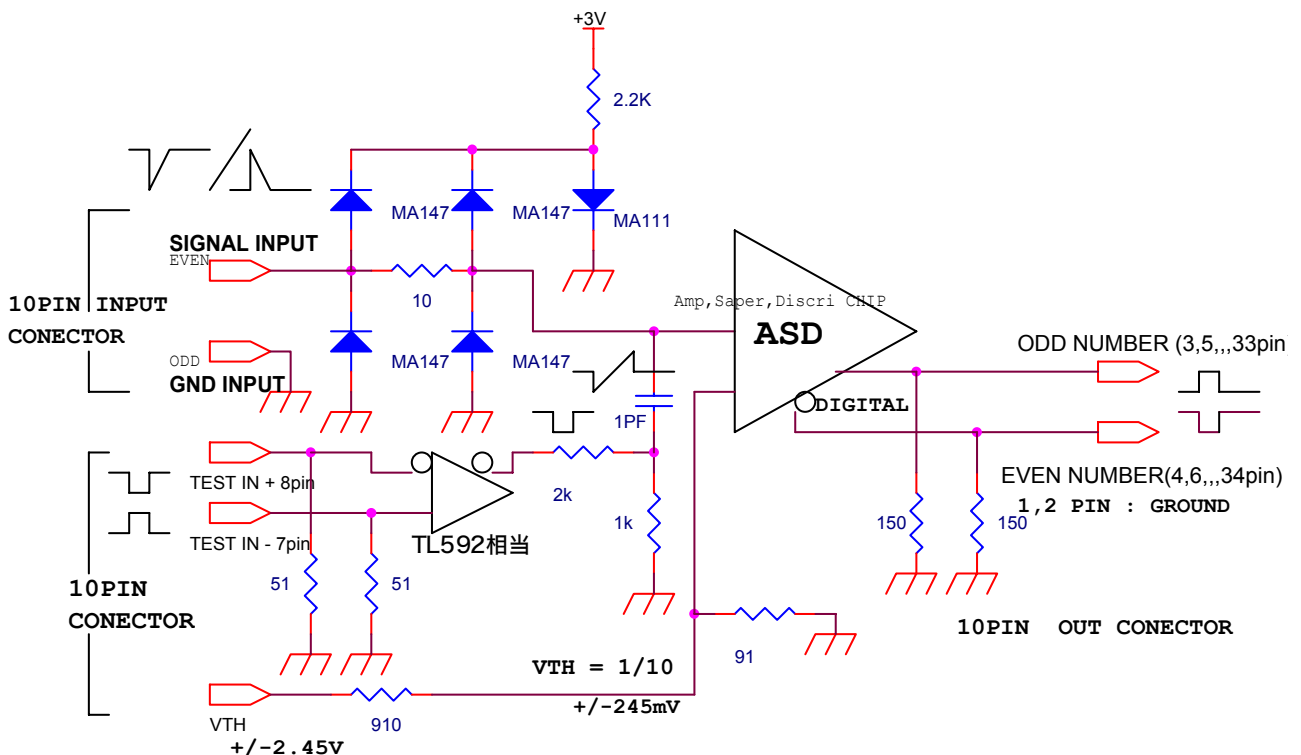 +3V
2.2K
MA147
MA147
MA111
SIGNAL INPUT
EVEN
10
10PIN INPUT
CONECTOR
Amp,Saper,Discri CHIP
ASD
MA147
MA147
ODD
GND INPUT
ODD NUMBER (3,5,,,33pin
DIGITAL
1PF
TEST IN + 8pin
2k
EVEN NUMBER(4,6,,,34pin)
1,2 PIN : GROUND
1k
150
150
TEST IN - 7pin
TL592相当
51
51
10PIN
CONECTOR
10PIN OUT CONECTOR
91
VTH = 1/10
+/-245mV
VTH
910
+/-2.45V